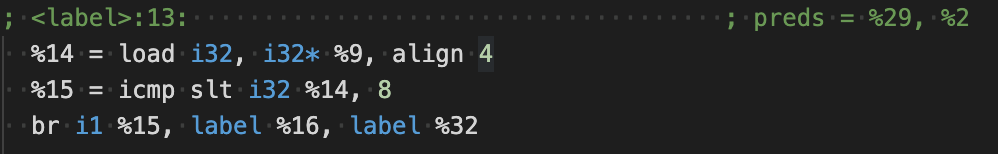 ; <label>:13:                                     ; preds = %29, %2
  %14 = load i32, i32* %9, align 4
  %15 = icmp slt i32 %14, 8
  br i1 %15, label %16, label %32